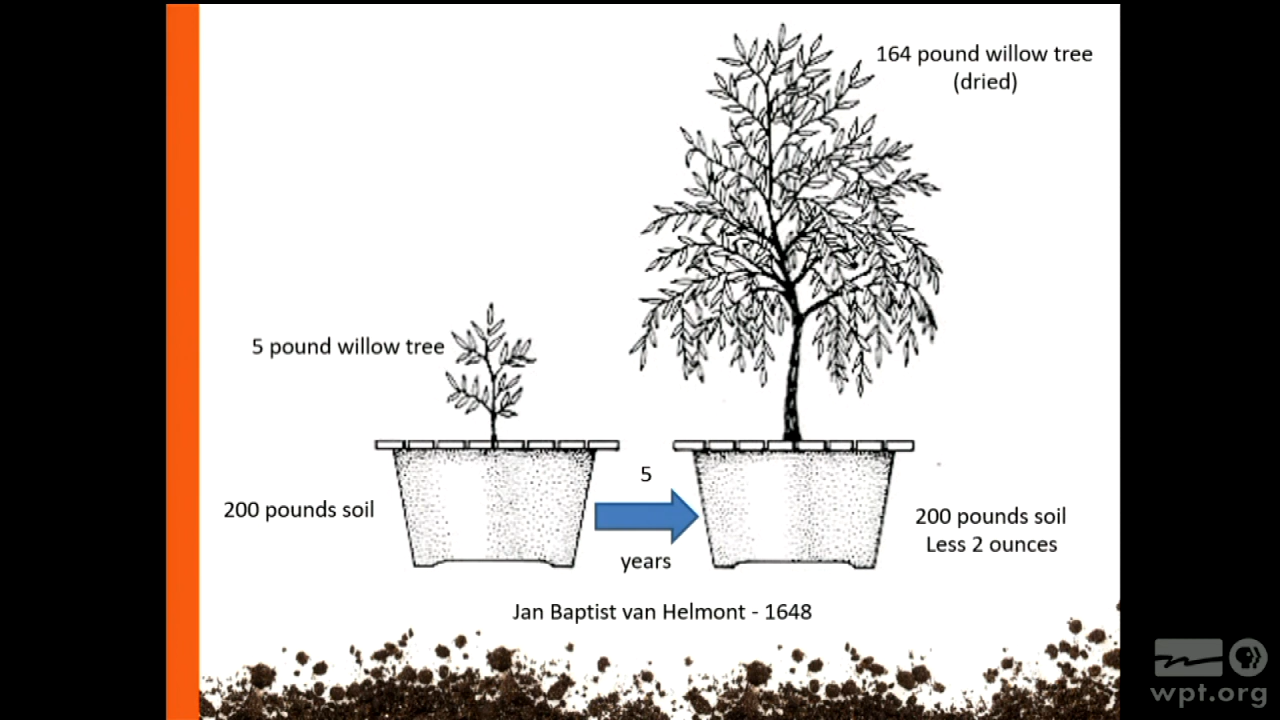 164 pound willow tree
(dried)
5 pound willow tree
200 pounds soil
5
years
200 pounds soil
Less 2 ounces
Jan Baptist van Helmont - 1648
wpt.org